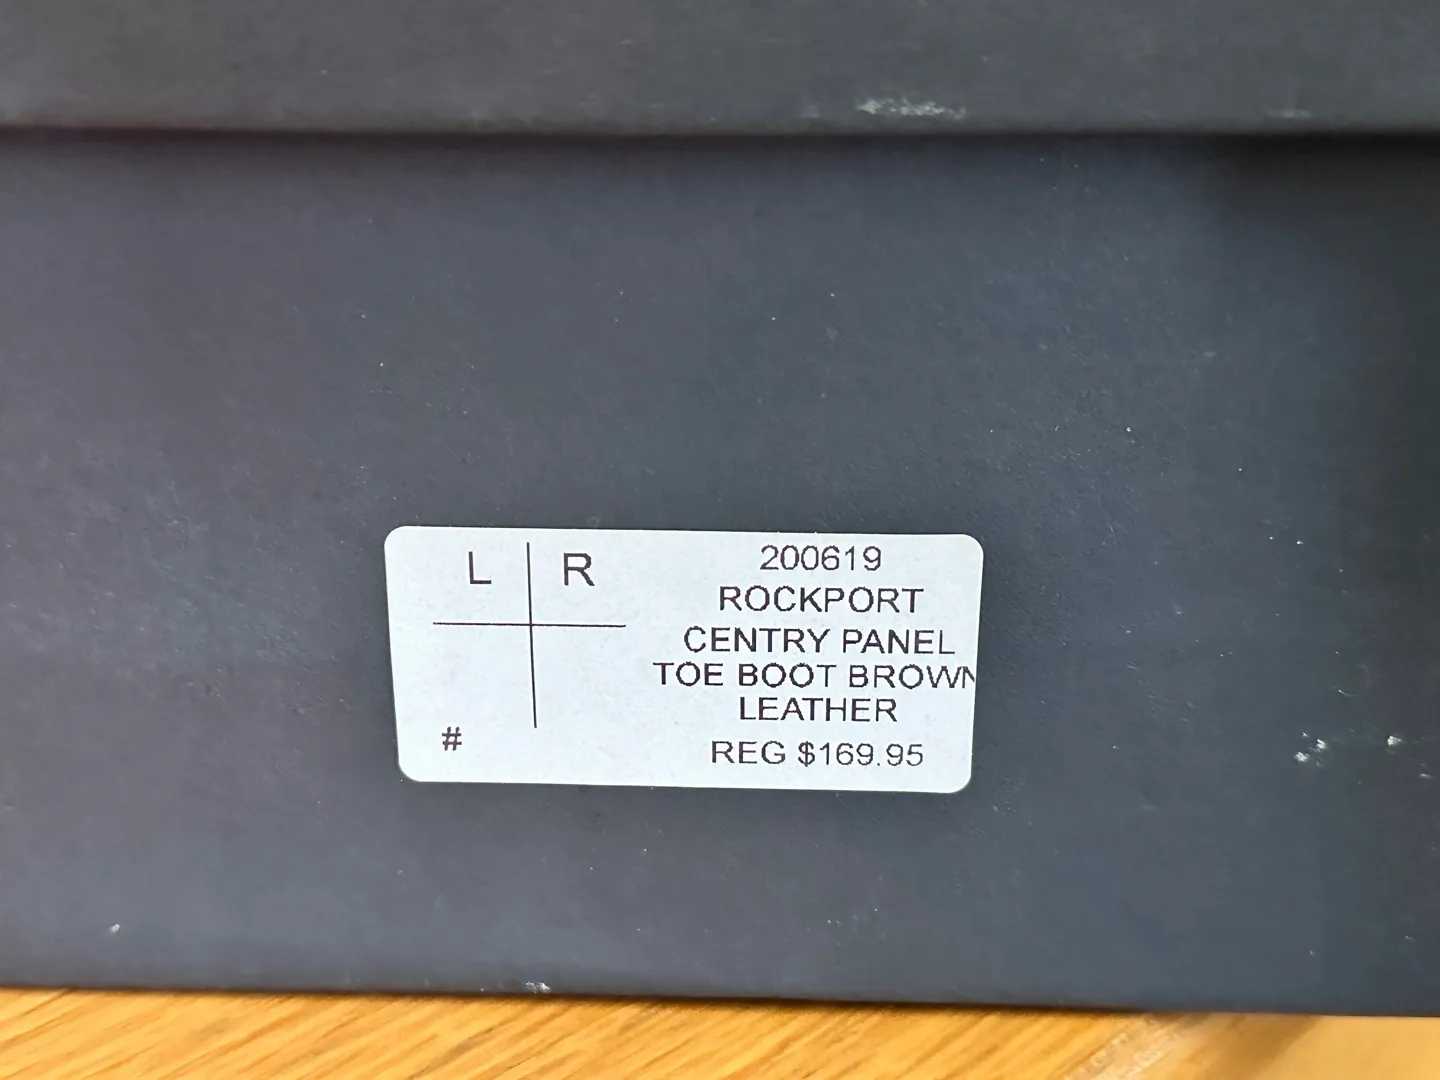 L R
#
200619
ROCKPORT
CENTRY PANEL
TOE BOOT BROWN
LEATHER
REG $169.95